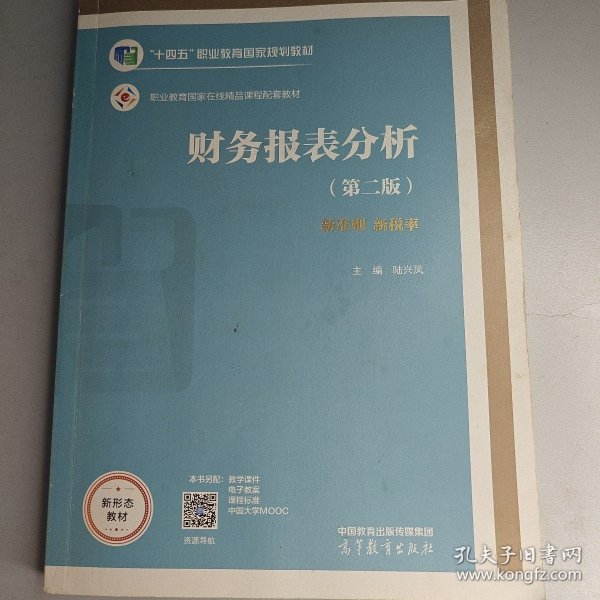 “十四五”职业教育国家规划教材
职业教育国家在线精品课程配套教材
财务报表分析
（第二版）
新准则 新税率
主 编 陆兴凤
本书另配：教学课件
电子教案
课程标准
中国大学MOOC
新形态
教材
资源导航
中国教育出版传媒集团
高等教育出版社
孔夫子旧书网
www.kongfz.com